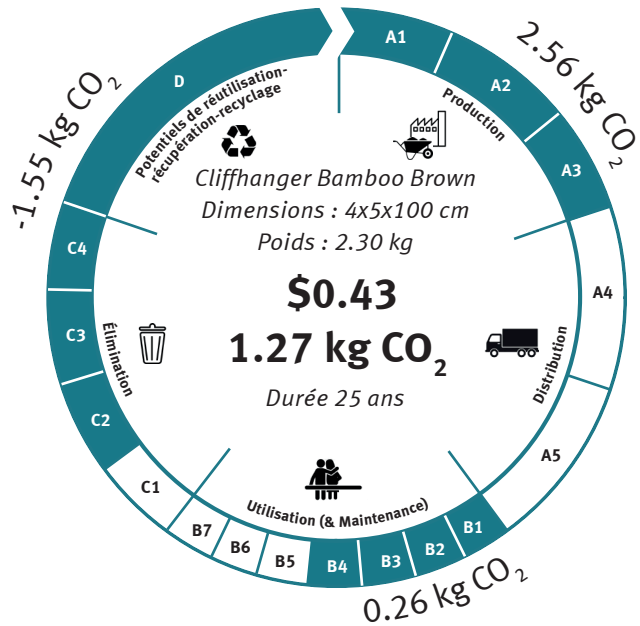 A1
A2
A3
2.56 kg CO2
Production
A4
Distribution
A5
B1
B2
B3
B4
0.26 kg CO2
B5
B6
B7
Utilisation (& Maintenance)
C1
C2
C3
C4
Élimination
D
-1.55 kg CO2
Potentiels de réutilisation-
récupération-recyclage
Cliffhanger Bamboo Brown
Dimensions : 4x5x100 cm
Poids : 2.30 kg
$0.43
1.27 kg CO2
Durée 25 ans